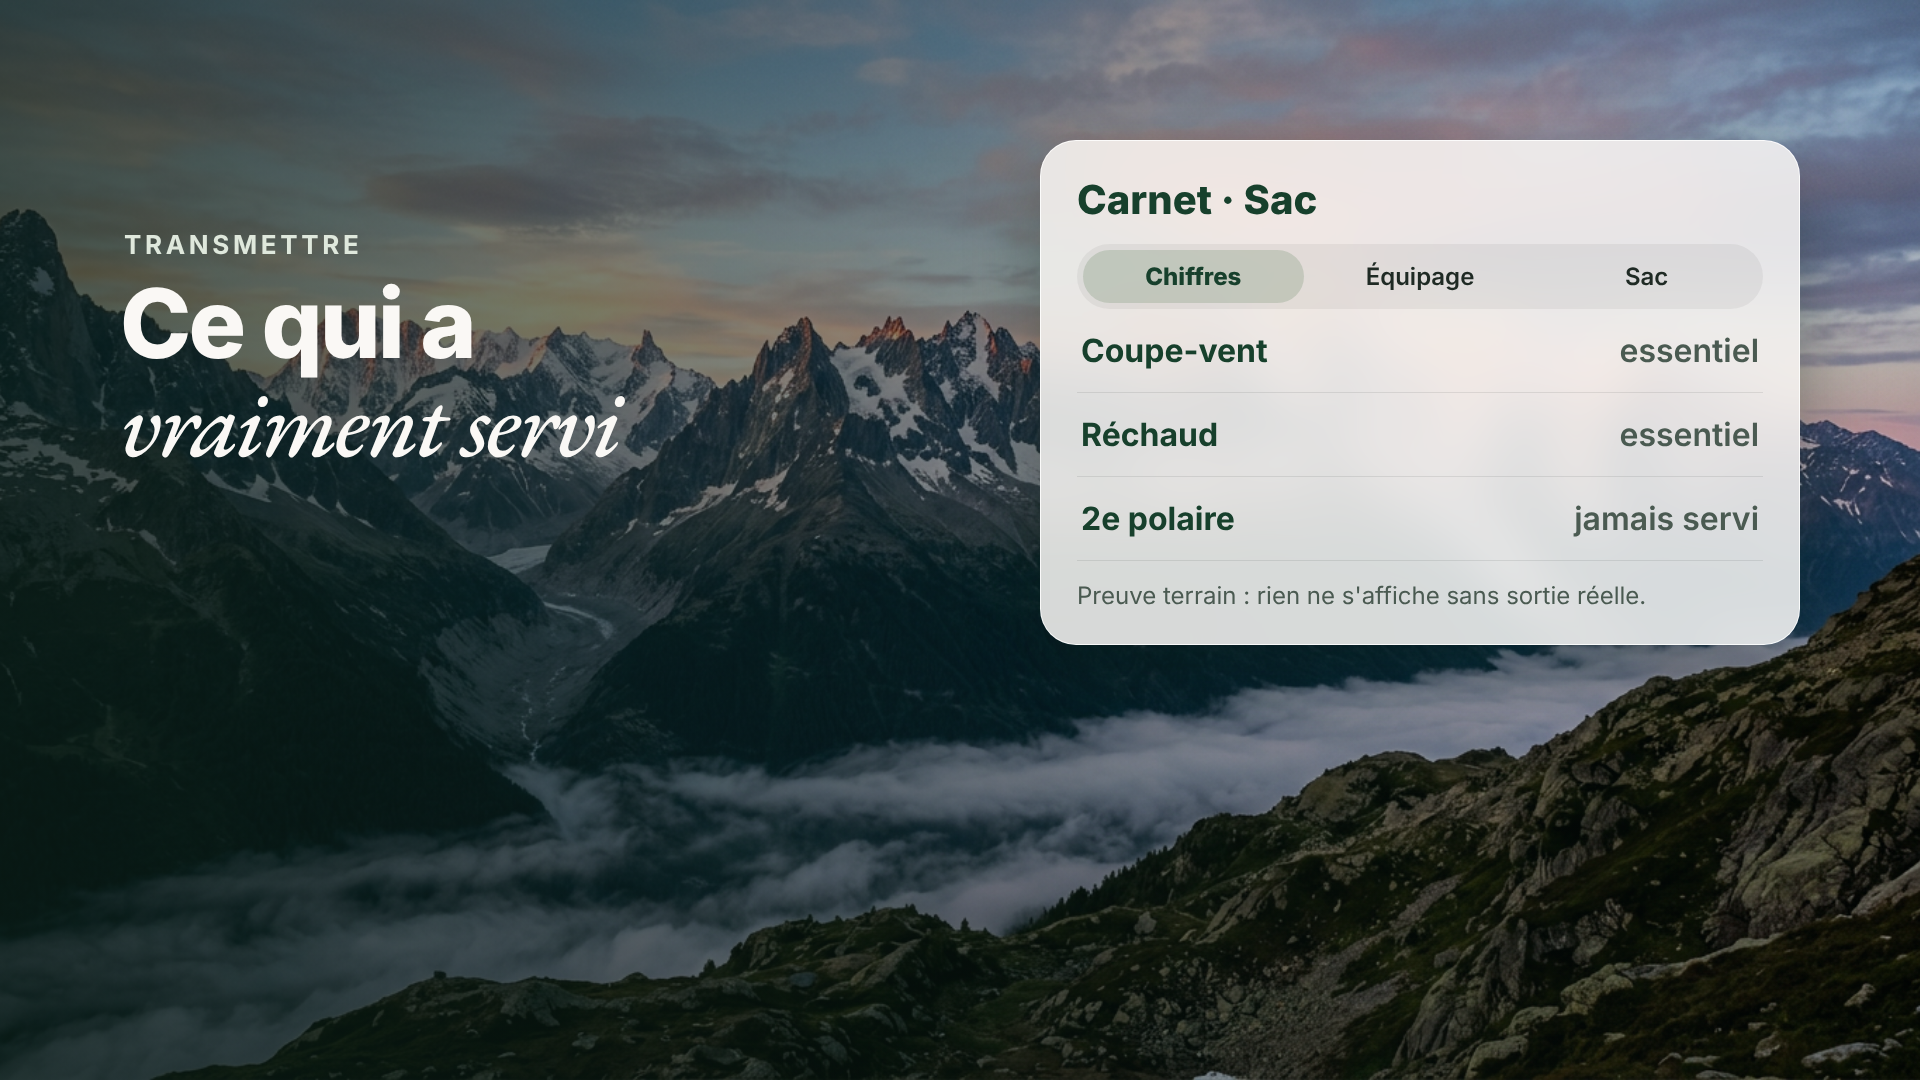 TRANSMETTRE
Ce qui a
vraiment servi
Carnet · Sac
Chiffres Équipage Sac
Coupe-vent essentiel
Réchaud essentiel
2e polaire jamais servi
Preuve terrain : rien ne s'affiche sans sortie réelle.